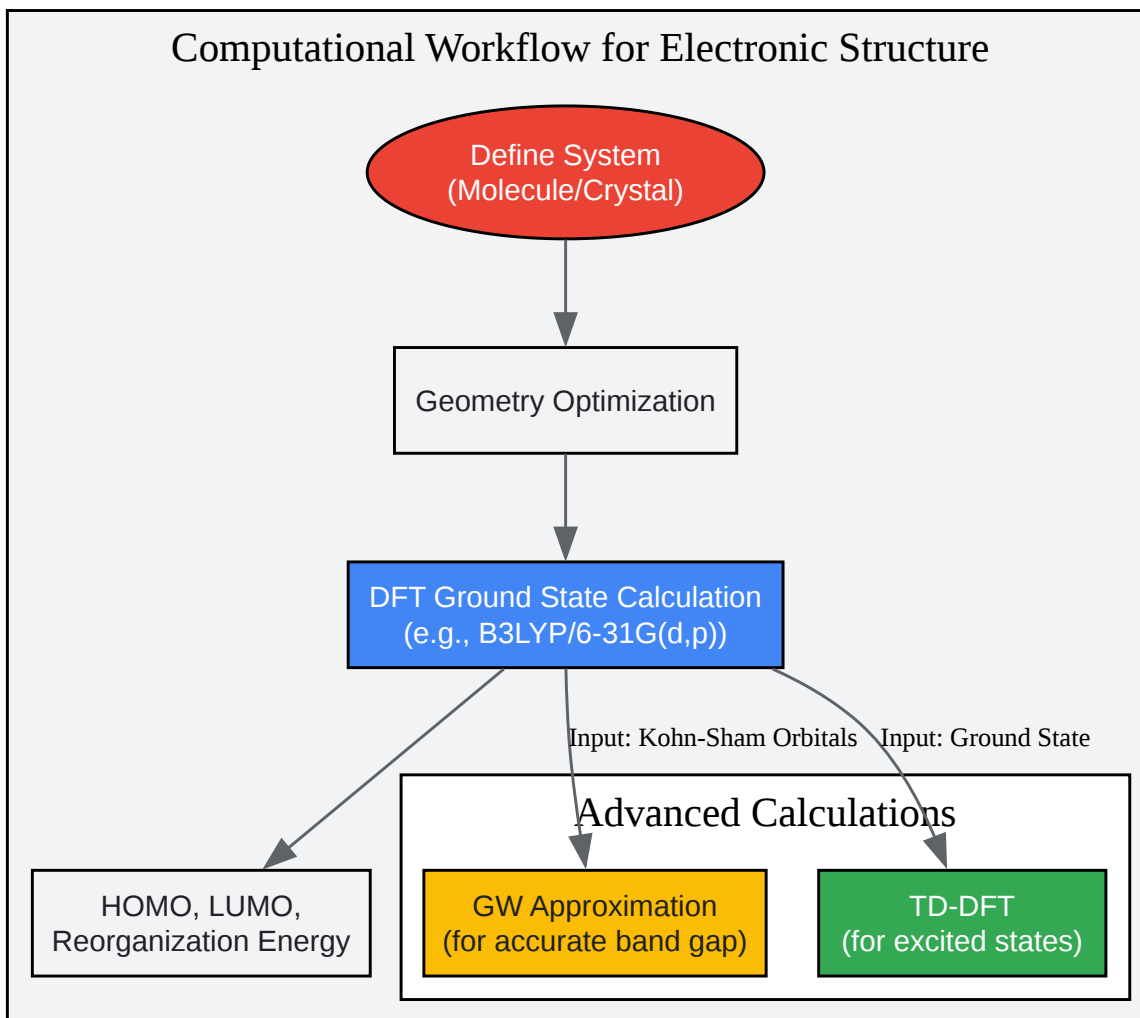 Computational Workflow for Electronic Structure
Define System
(Molecule/Crystal)
Geometry Optimization
DFT Ground State Calculation
(e.g., B3LYP/6-31G(d,p))
Input: Kohn-Sham Orbitals
Input: Ground State
Advanced Calculations
HOMO, LUMO,
Reorganization Energy
GW Approximation
(for accurate band gap)
TD-DFT
(for excited states)